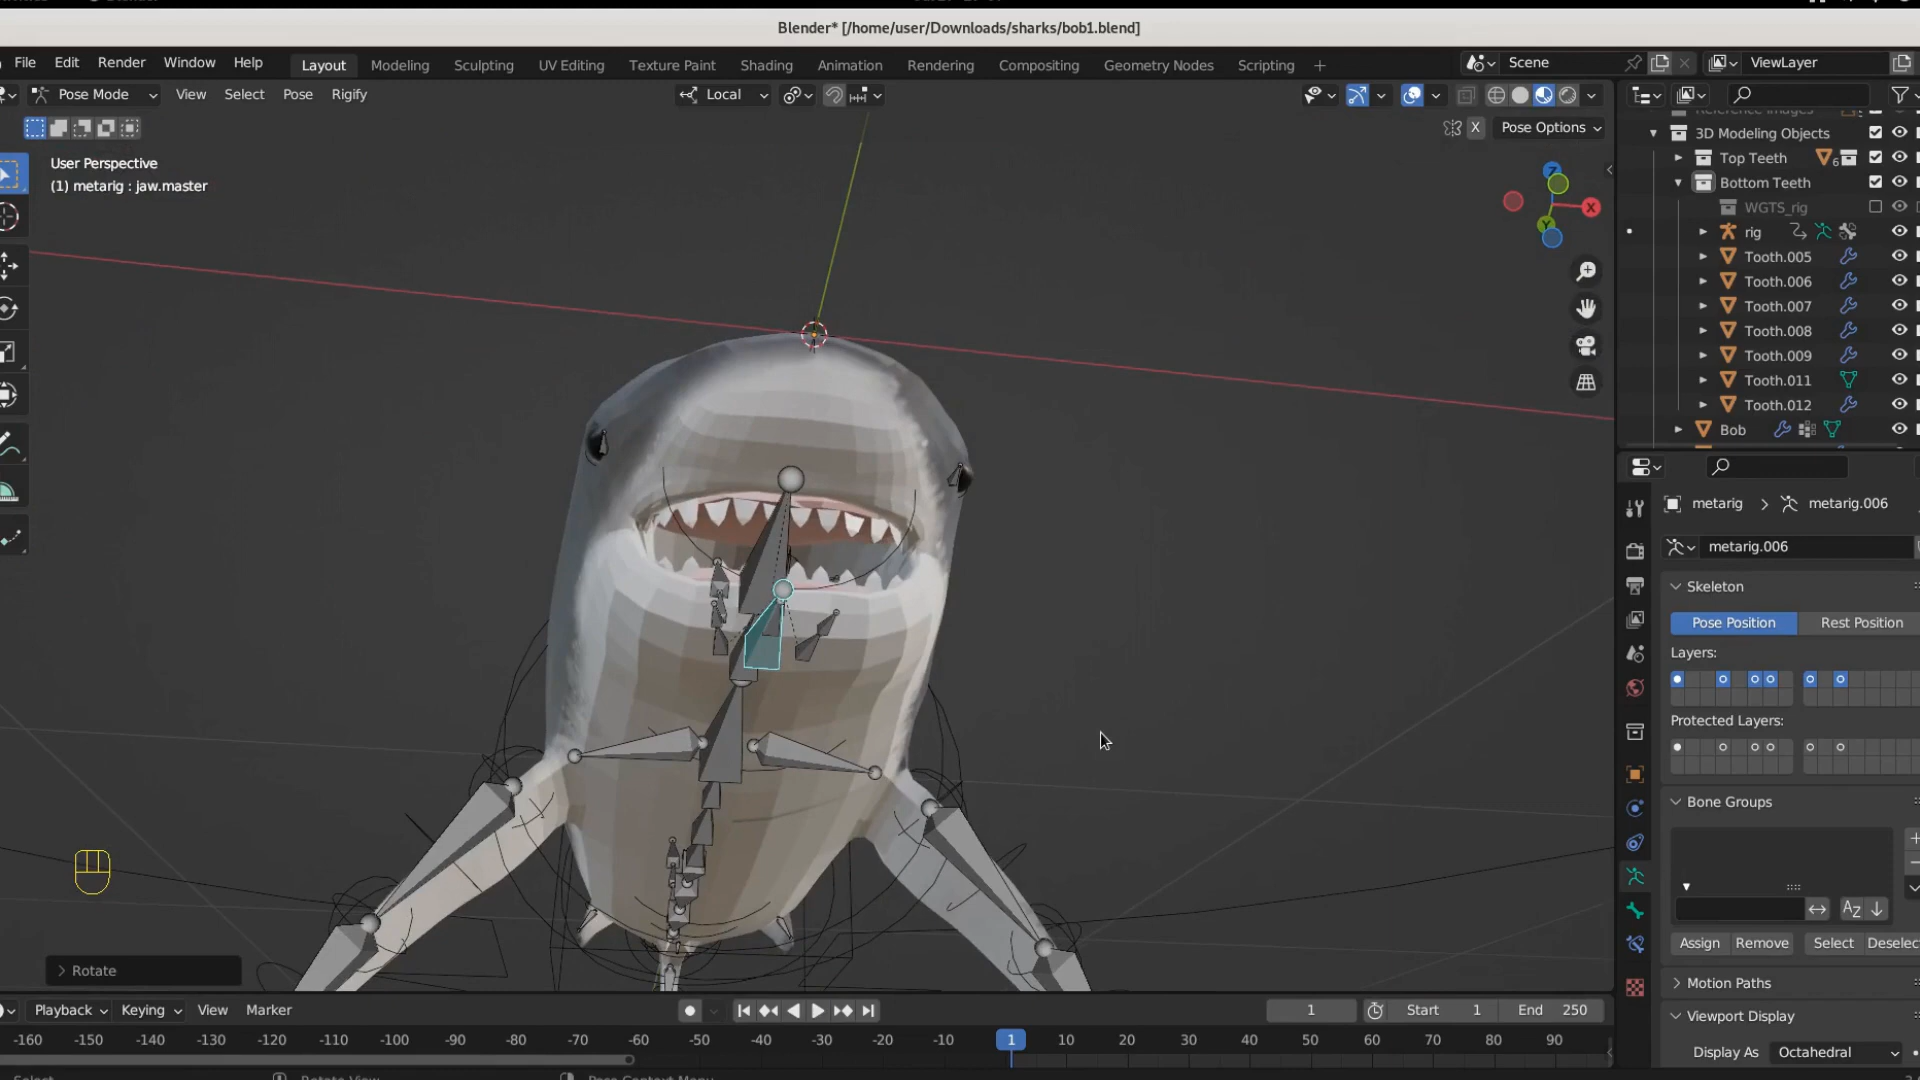 Blender* [/home/user/Downloads/sharks/bob1.blend]
File Edit Render Window Help Layout Modeling Sculpting UV Editing Texture Paint Shading Animation Rendering Compositing Geometry Nodes Scripting + Scene ViewLayer
Pose Mode View Select Pose Rigify Local
X Pose Options
User Perspective
(1) metarig : jaw.master
Z
X
Y
3D Modeling Objects
Top Teeth 6
Bottom Teeth
WGTS_rig
rig
Tooth.005
Tooth.006
Tooth.007
Tooth.008
Tooth.009
Tooth.011
Tooth.012
Bob
metarig > metarig.006
metarig.006
Skeleton
Pose Position Rest Position
Layers:
Protected Layers:
Bone Groups
Assign Remove Select Deselec
Motion Paths
Viewport Display
Display As Octahedral
> Rotate
Playback Keying View Marker 1 Start 1 End 250
-160 -150 -140 -130 -120 -110 -100 -90 -80 -70 -60 -50 -40 -30 -20 -10 1 10 20 30 40 50 60 70 80 90